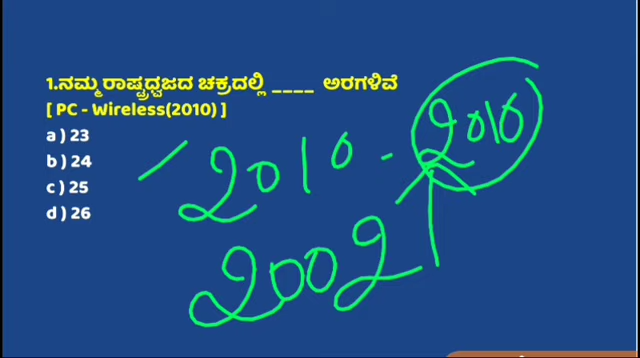 1.ನಮ್ಮ ರಾಷ್ಟ್ರಧ್ವಜದ ಚಕ್ರದಲ್ಲಿ ____ ಅರಗಳಿವೆ
[ PC - Wireless(2010) ]
a ) 23
b ) 24
c ) 25
d ) 26
2010 - 2010
2002